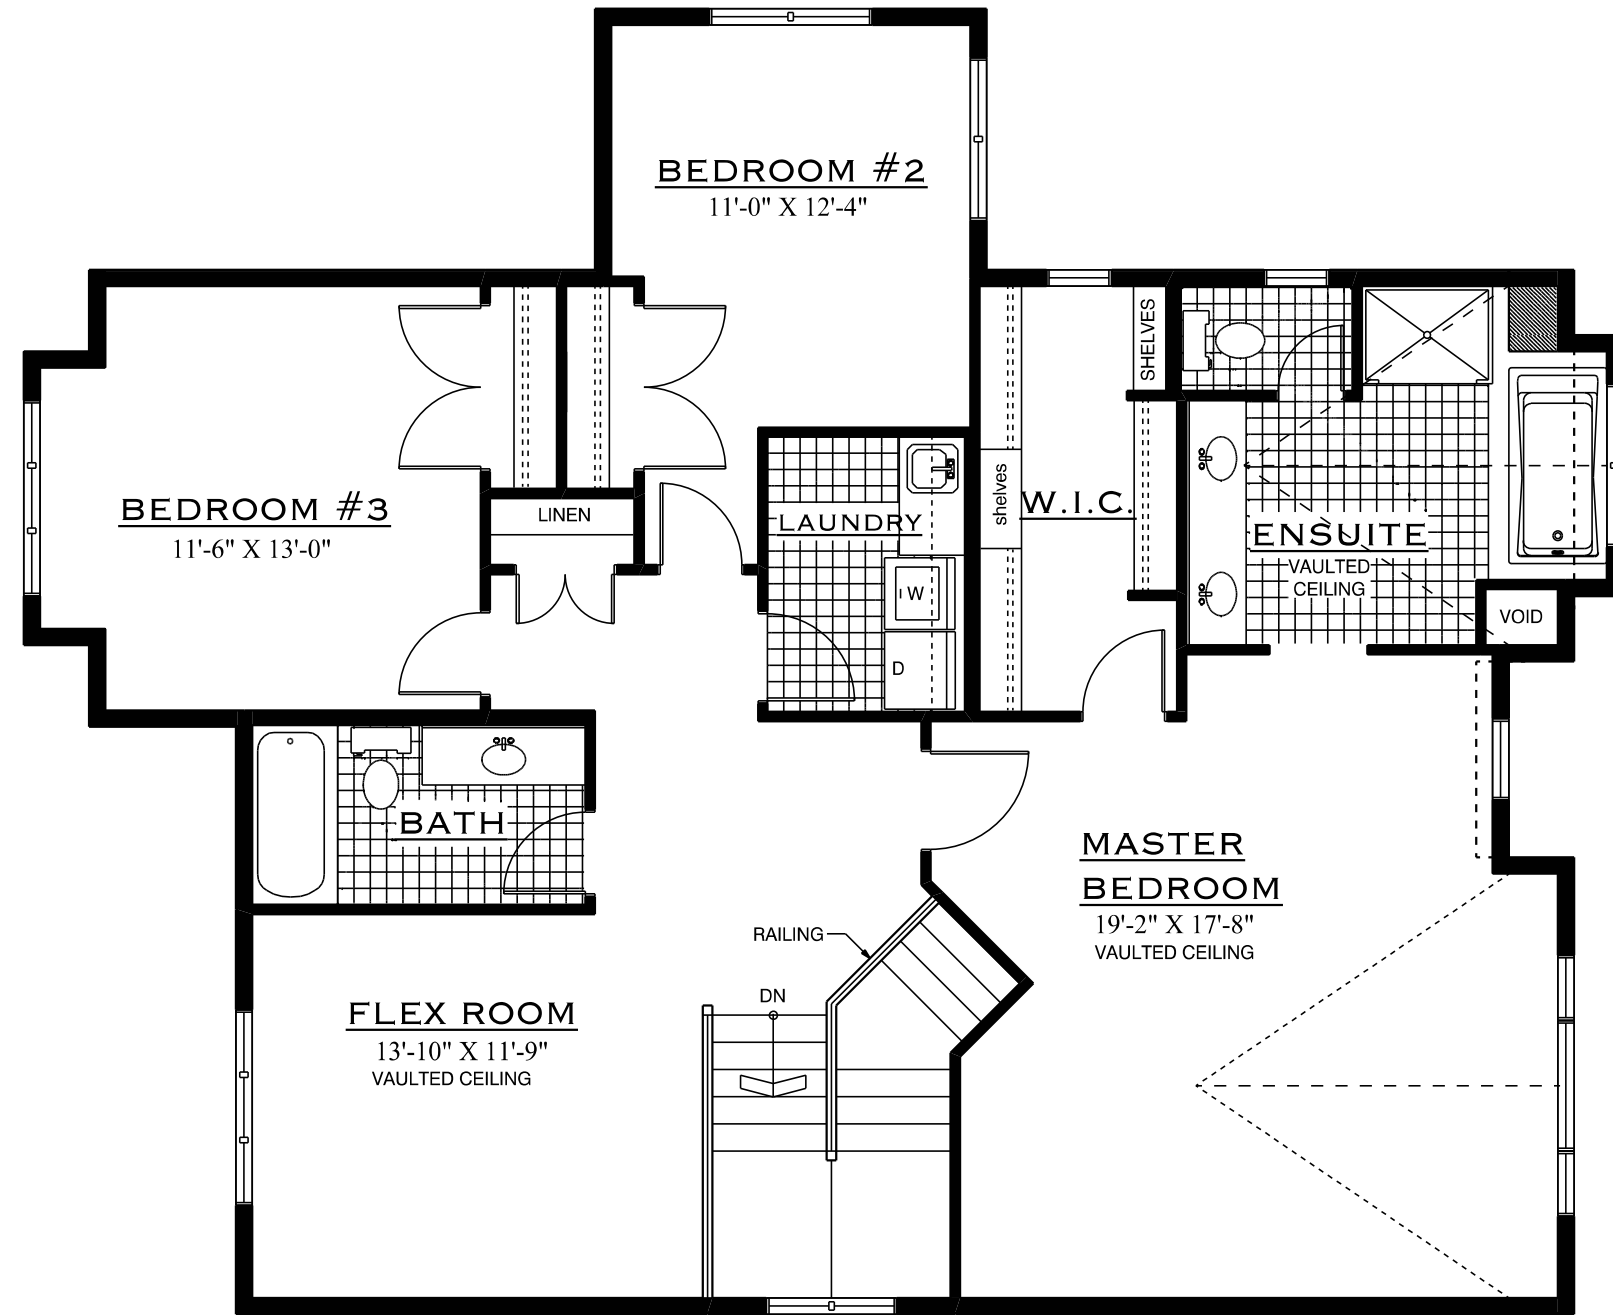 BEDROOM #2
11'-0" X 12'-4"
SHELVES
BEDROOM #3
11'-6" X 13'-0"
LINEN
LAUNDRY
shelves
W.I.C.
ENSUITE
VAULTED
CEILING
W
D
VOID
BATH
MASTER
BEDROOM
19'-2" X 17'-8"
VAULTED CEILING
RAILING
DN
FLEX ROOM
13'-10" X 11'-9"
VAULTED CEILING